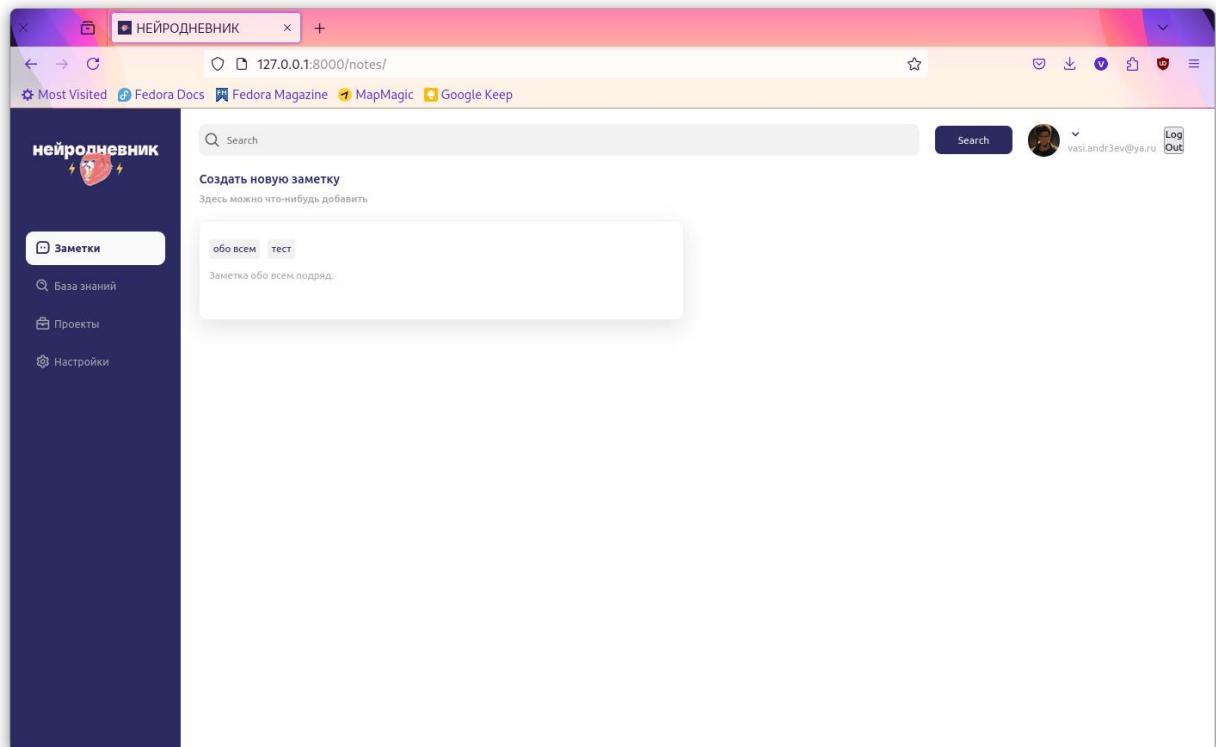 НЕЙРОДНЕВНИК
127.0.0.1:8000/notes/
Most Visited Fedora Docs Fedora Magazine MapMagic Google Keep
нейродневник
Search Search Log
vasi.andr3ev@ya.ru Out
Создать новую заметку
Здесь можно что-нибудь добавить
обо всем тест
Заметка обо всем подряд.
Заметки
База знаний
Проекты
Настройки